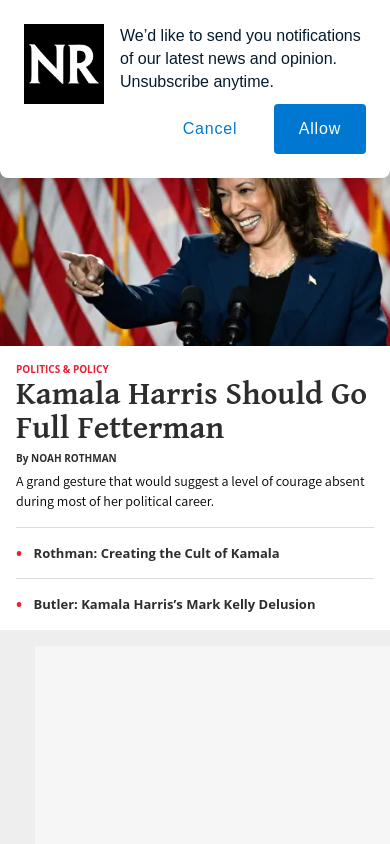 NR
We’d like to send you notifications
of our latest news and opinion.
Unsubscribe anytime.
Cancel
Allow
POLITICS & POLICY
Kamala Harris Should Go
Full Fetterman
By NOAH ROTHMAN
A grand gesture that would suggest a level of courage absent
during most of her political career.
• Rothman: Creating the Cult of Kamala
• Butler: Kamala Harris’s Mark Kelly Delusion